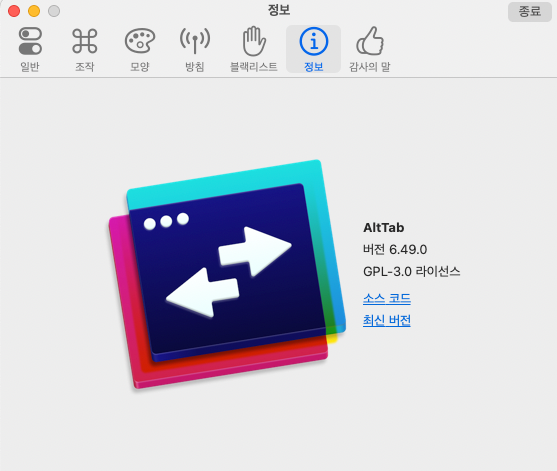 정보
종료
일반
조작
모양
방침
블랙리스트
정보
감사의 말
AltTab
버전 6.49.0
GPL-3.0 라이선스
소스 코드
최신 버전